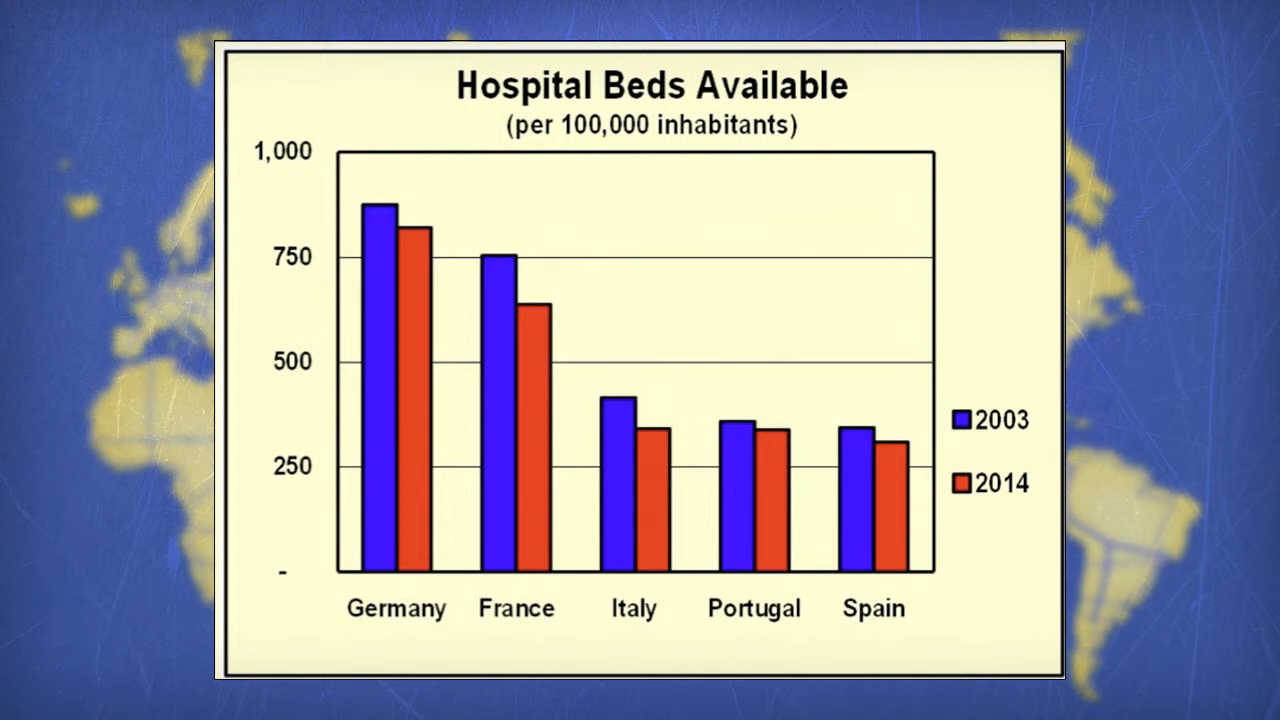 Hospital Beds Available
(per 100,000 inhabitants)
1,000
750
500
250
-
2003
2014
Germany France Italy Portugal Spain